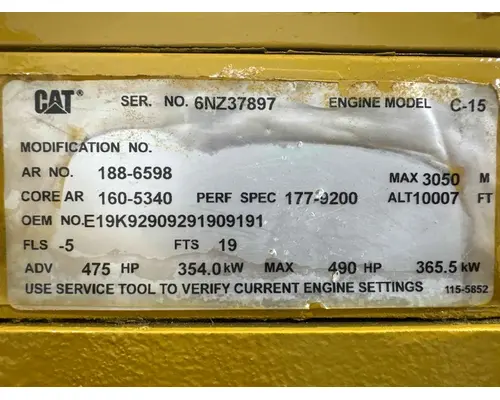 CAT® SER. NO. 6NZ37897 ENGINE MODEL C-15
MODIFICATION NO.
AR NO. 188-6598 MAX 3050 M
CORE AR 160-5340 PERF SPEC 177-9200 ALT10007 FT
OEM NO.E19K92909291909191
FLS -5 FTS 19
ADV 475 HP 354.0 kW MAX 490 HP 365.5 kW
USE SERVICE TOOL TO VERIFY CURRENT ENGINE SETTINGS 115-5852